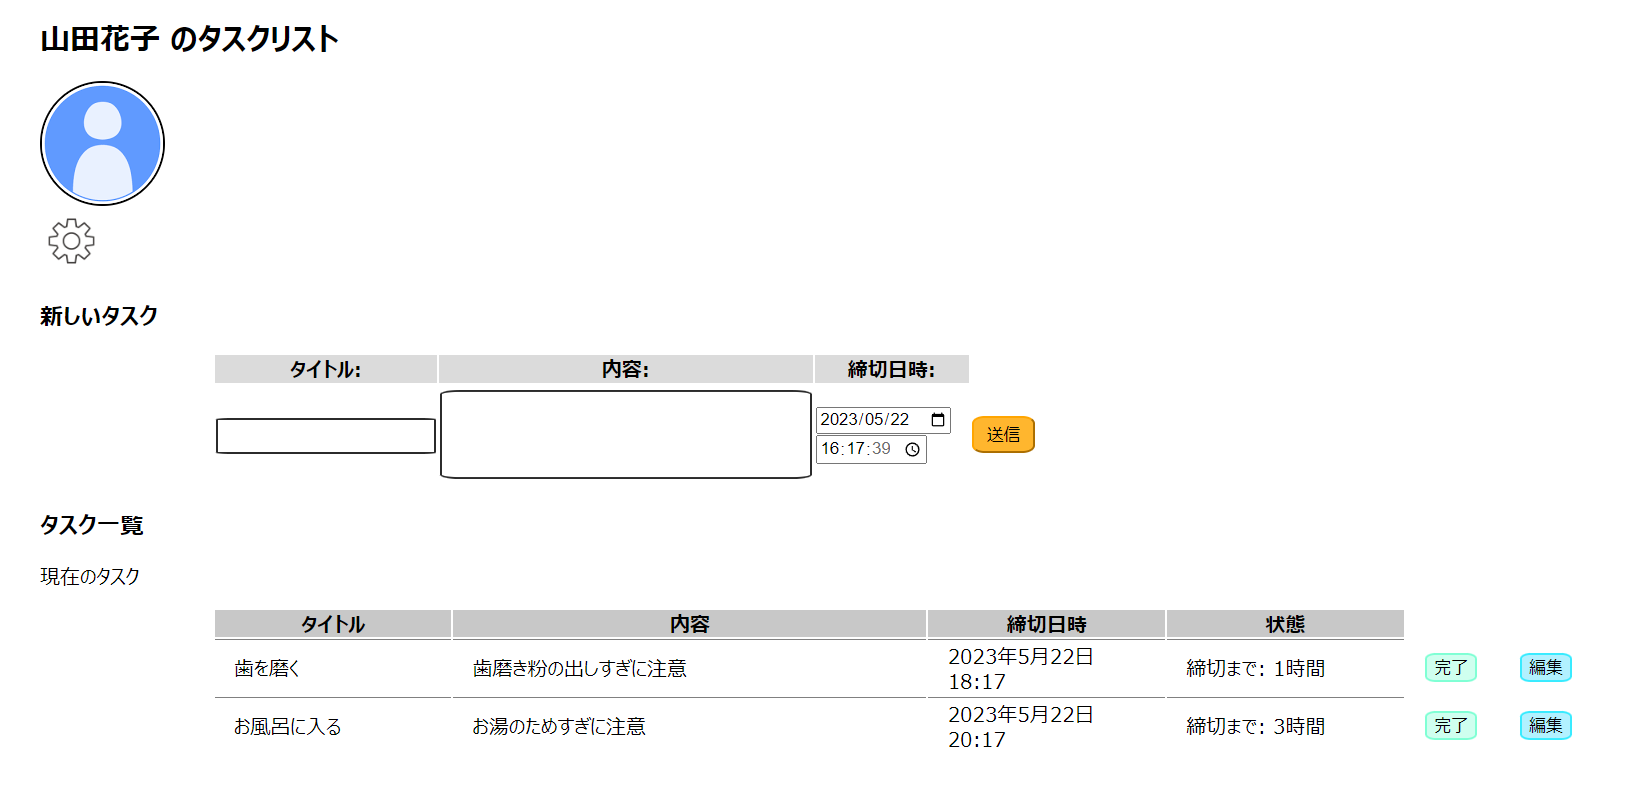 山田花子 のタスクリスト
新しいタスク
タイトル: 内容: 締切日時:
2023/05/22
16:17:39
送信
タスク一覧
現在のタスク
タイトル 内容 締切日時 状態
歯を磨く 歯磨き粉の出しすぎに注意 2023年5月22日 18:17 締切まで: 1時間 完了 編集
お風呂に入る お湯のためすぎに注意 2023年5月22日 20:17 締切まで: 3時間 完了 編集